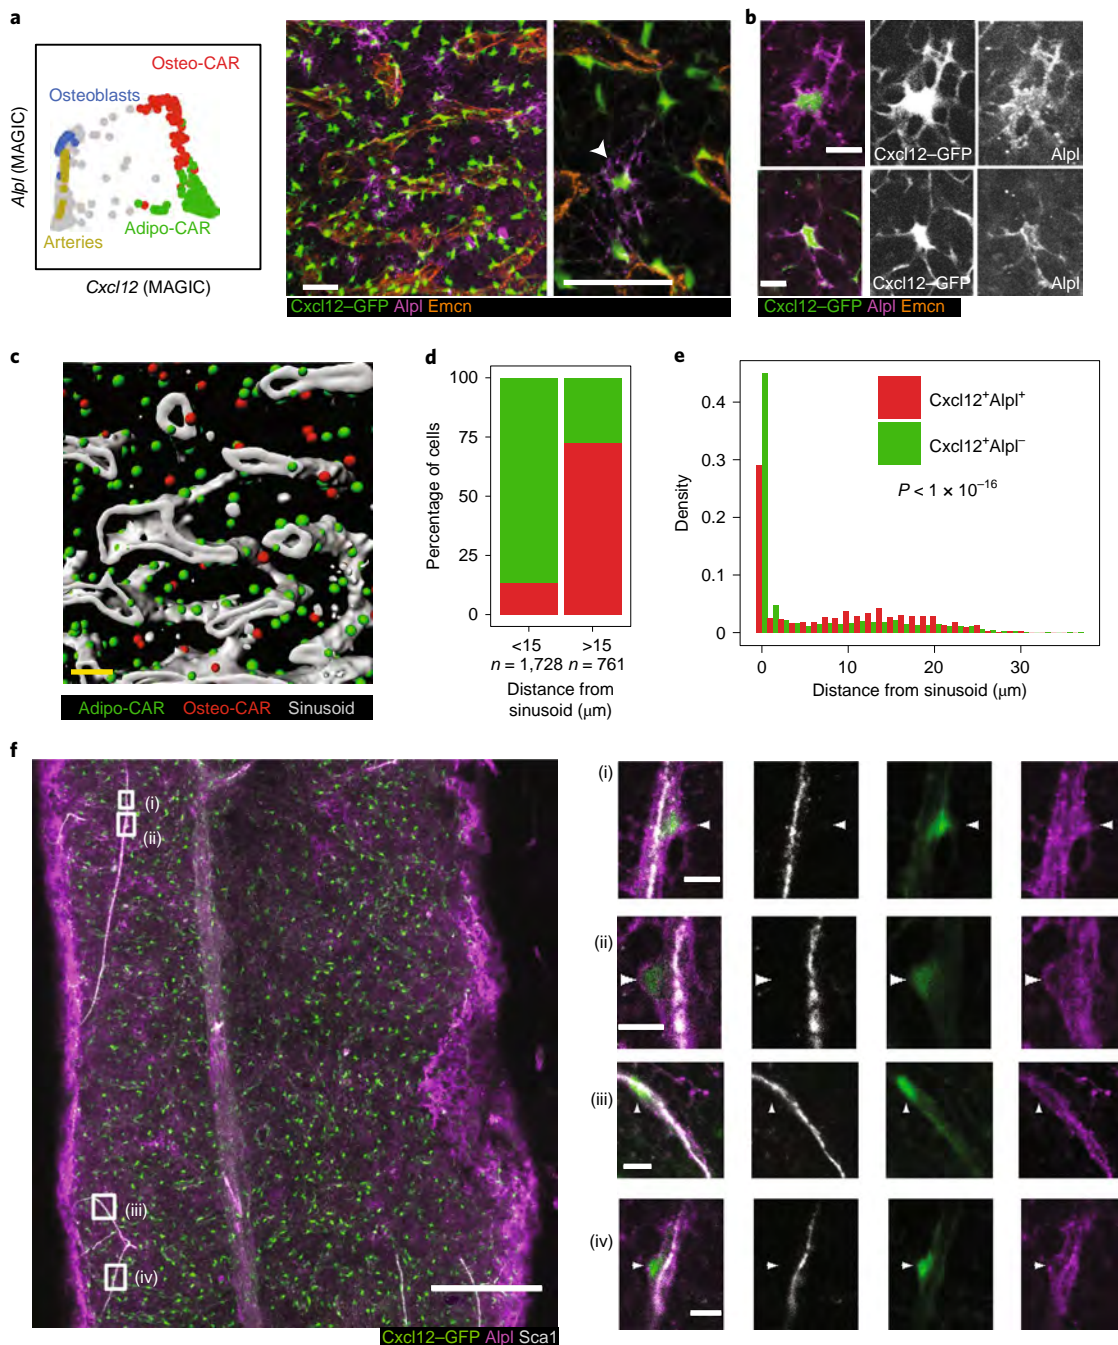 a
Osteo-CAR
Osteoblasts
Adipo-CAR
Arteries
Alpl (MAGIC)
Cxcl12 (MAGIC)
Cxcl12–GFP Alpl Emcn
b
Cxcl12–GFP
Alpl
Cxcl12–GFP
Alpl
Cxcl12–GFP Alpl Emcn
c
Adipo-CAR Osteo-CAR Sinusoid
d
Percentage of cells
100
75
50
25
0
<15
>15
n = 1,728
n = 761
Distance from
sinusoid (μm)
e
Density
0.4
0.3
0.2
0.1
0
Cxcl12⁺Alpl⁺
Cxcl12⁺Alpl⁻
P < 1 × 10⁻¹⁶
0 10 20 30
Distance from sinusoid (μm)
f
(i)
(ii)
(iii)
(iv)
Cxcl12–GFP Alpl Sca1
(i)
(ii)
(iii)
(iv)